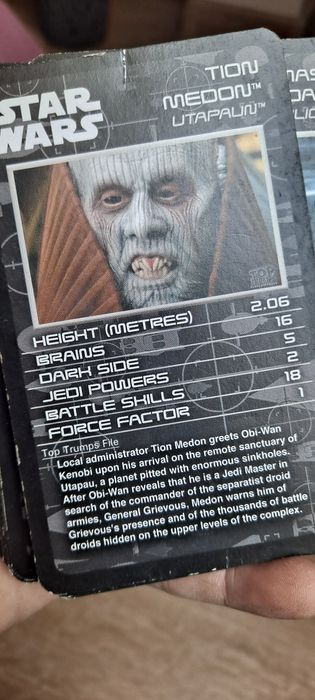 STAR
WARS
TION
MEDON™
UTAPAUN™
HEIGHT (METRES) 2.06
BRAINS 16
DARK SIDE 5
JEDI POWERS 2
BATTLE SKILLS 18
FORCE FACTOR 1
Top Trumps File
Local administrator Tion Medon greets Obi-Wan
Kenobi upon his arrival on the remote sanctuary of
Utapau, a planet pitted with enormous sinkholes.
After Obi-Wan reveals that he is a Jedi Master in
search of the commander of the separatist droid
armies, General Grievous, Medon warns him of
Grievous's presence and of the thousands of battle
droids hidden on the upper levels of the complex.